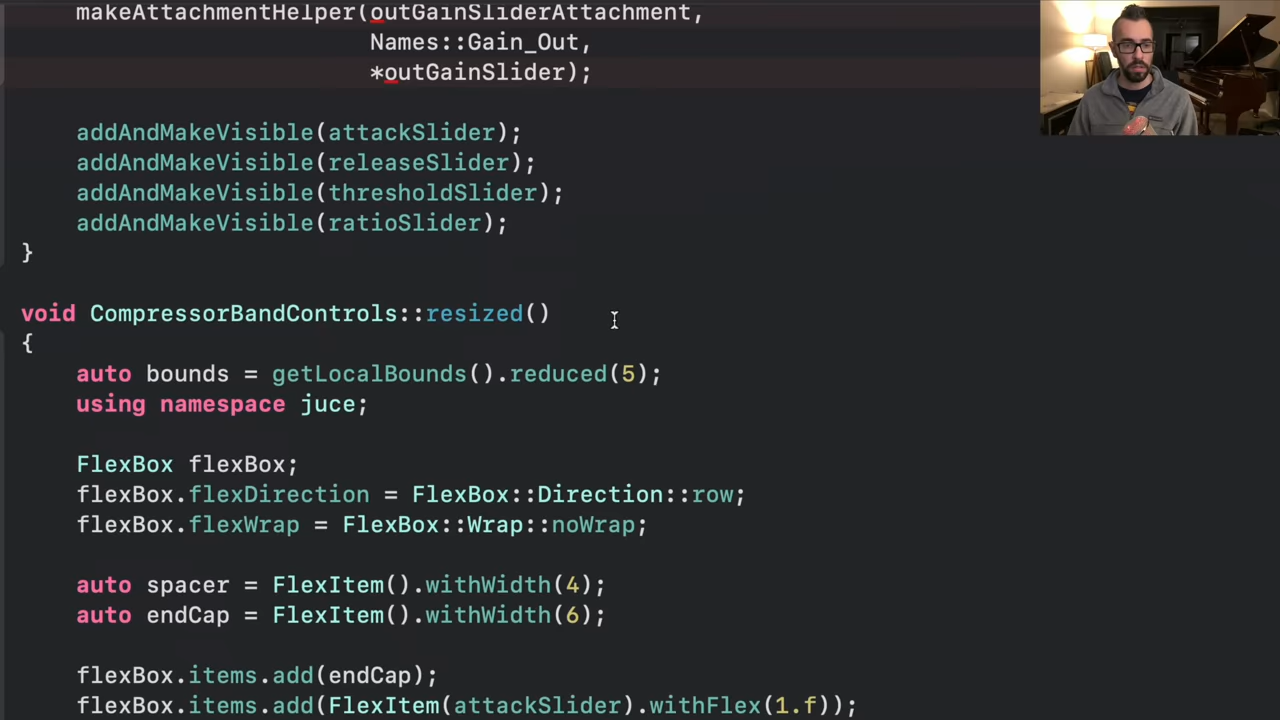 makeAttachmentHelper(outGainSliderAttachment,
Names::Gain_Out,
*outGainSlider);
addAndMakeVisible(attackSlider);
addAndMakeVisible(releaseSlider);
addAndMakeVisible(thresholdSlider);
addAndMakeVisible(ratioSlider);
}
void CompressorBandControls::resized()
{
auto bounds = getLocalBounds().reduced(5);
using namespace juce;
FlexBox flexBox;
flexBox.flexDirection = FlexBox::Direction::row;
flexBox.flexWrap = FlexBox::Wrap::noWrap;
auto spacer = FlexItem().withWidth(4);
auto endCap = FlexItem().withWidth(6);
flexBox.items.add(endCap);
flexBox.items.add(FlexItem(attackSlider).withFlex(1.f));